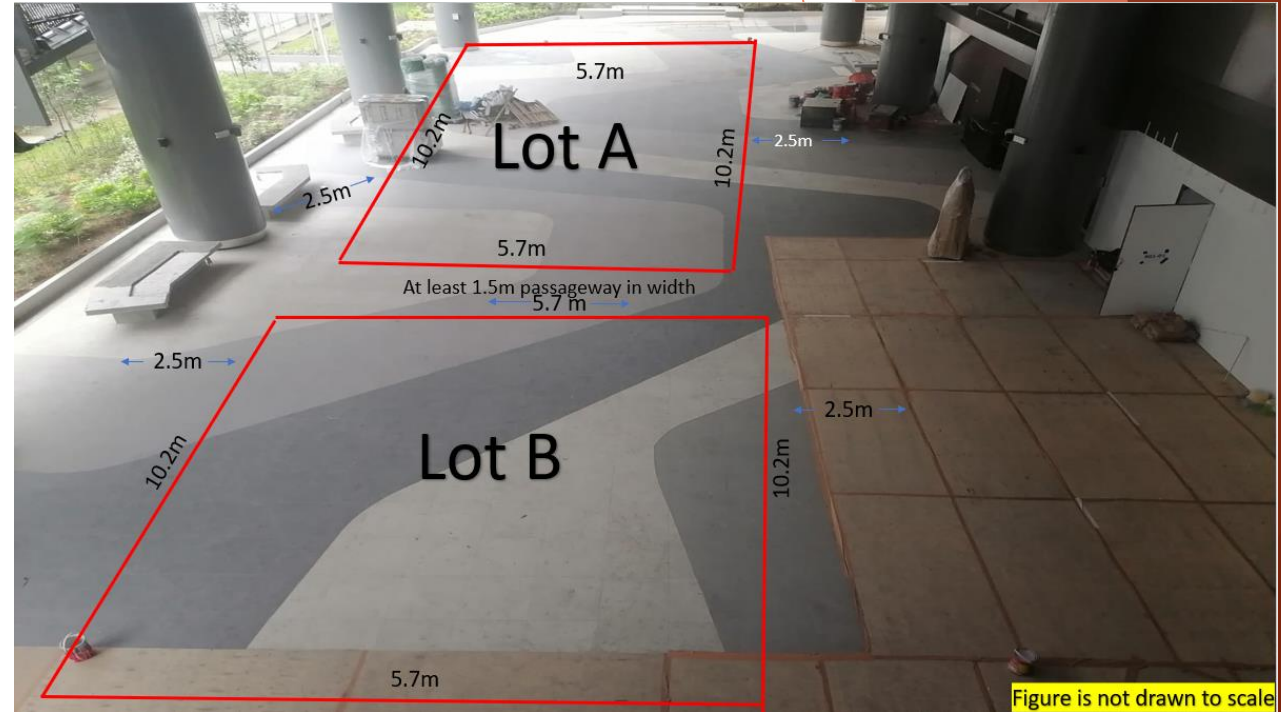 5.7m
Lot A
10.2m
10.2m
2.5m
2.5m
5.7m
At least 1.5m passageway in width
5.7 m
2.5m
2.5m
10.2m
Lot B
10.2m
5.7m
Figure is not drawn to scale